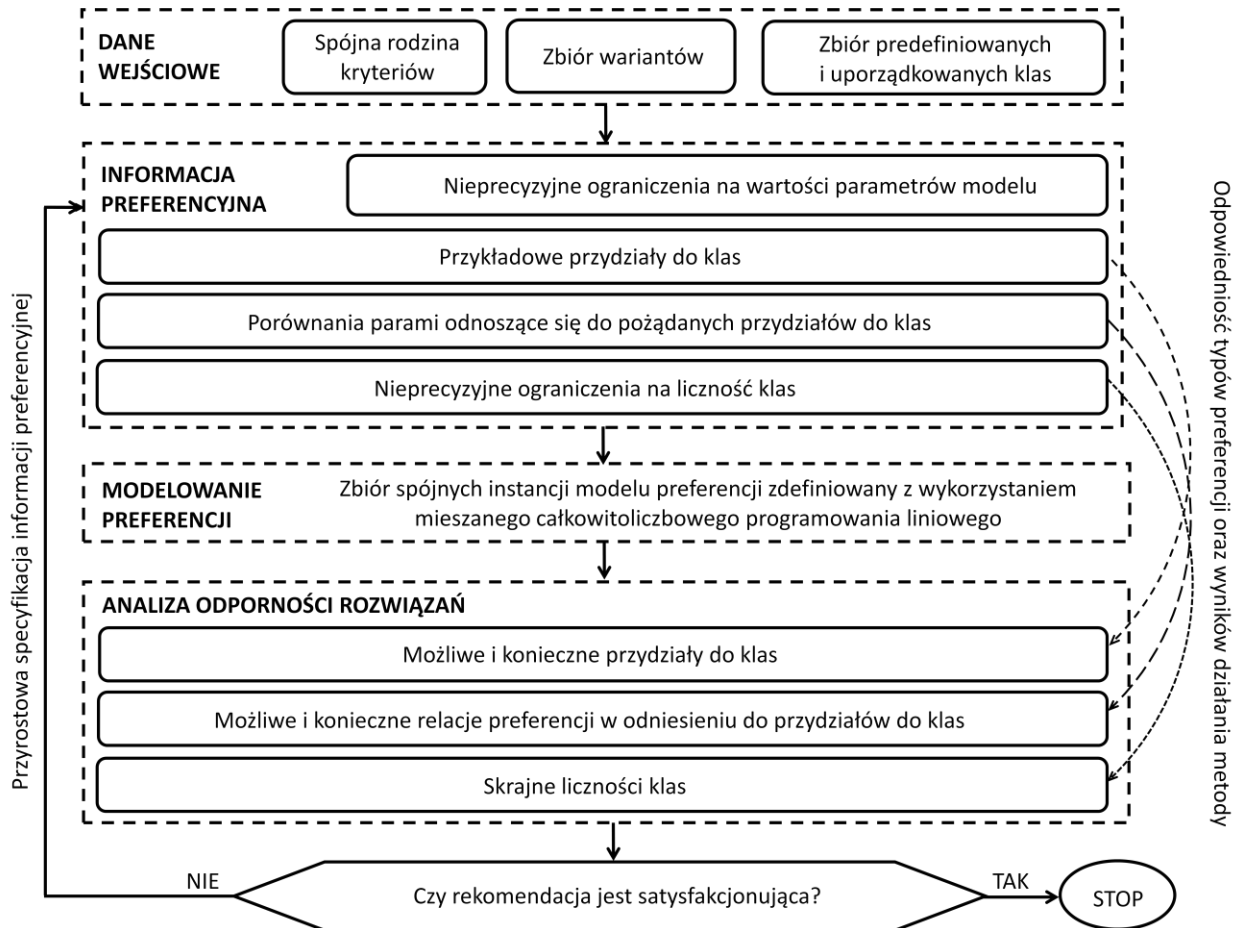 DANE
WEJŚCIOWE
Spójna rodzina
kryteriów
Zbiór wariantów
Zbiór predefiniowanych
i uporządkowanych klas
INFORMACJA
PREFERENCYJNA
Nieprecyzyjne ograniczenia na wartości parametrów modelu
Przykładowe przydziały do klas
Porównania parami odnoszące się do pożądanych przydziałów do klas
Nieprecyzyjne ograniczenia na liczność klas
MODELOWANIE
PREFERENCJI
Zbiór spójnych instancji modelu preferencji zdefiniowany z wykorzystaniem
mieszanego całkowitoliczbowego programowania liniowego
ANALIZA ODPORNOŚCI ROZWIĄZAŃ
Możliwe i konieczne przydziały do klas
Możliwe i konieczne relacje preferencji w odniesieniu do przydziałów do klas
Skrajne liczności klas
NIE
Czy rekomendacja jest satysfakcjonująca?
TAK
STOP
Przyrostowa specyfikacja informacji preferencyjnej
Odpowiedniość typów preferencji oraz wyników działania metody